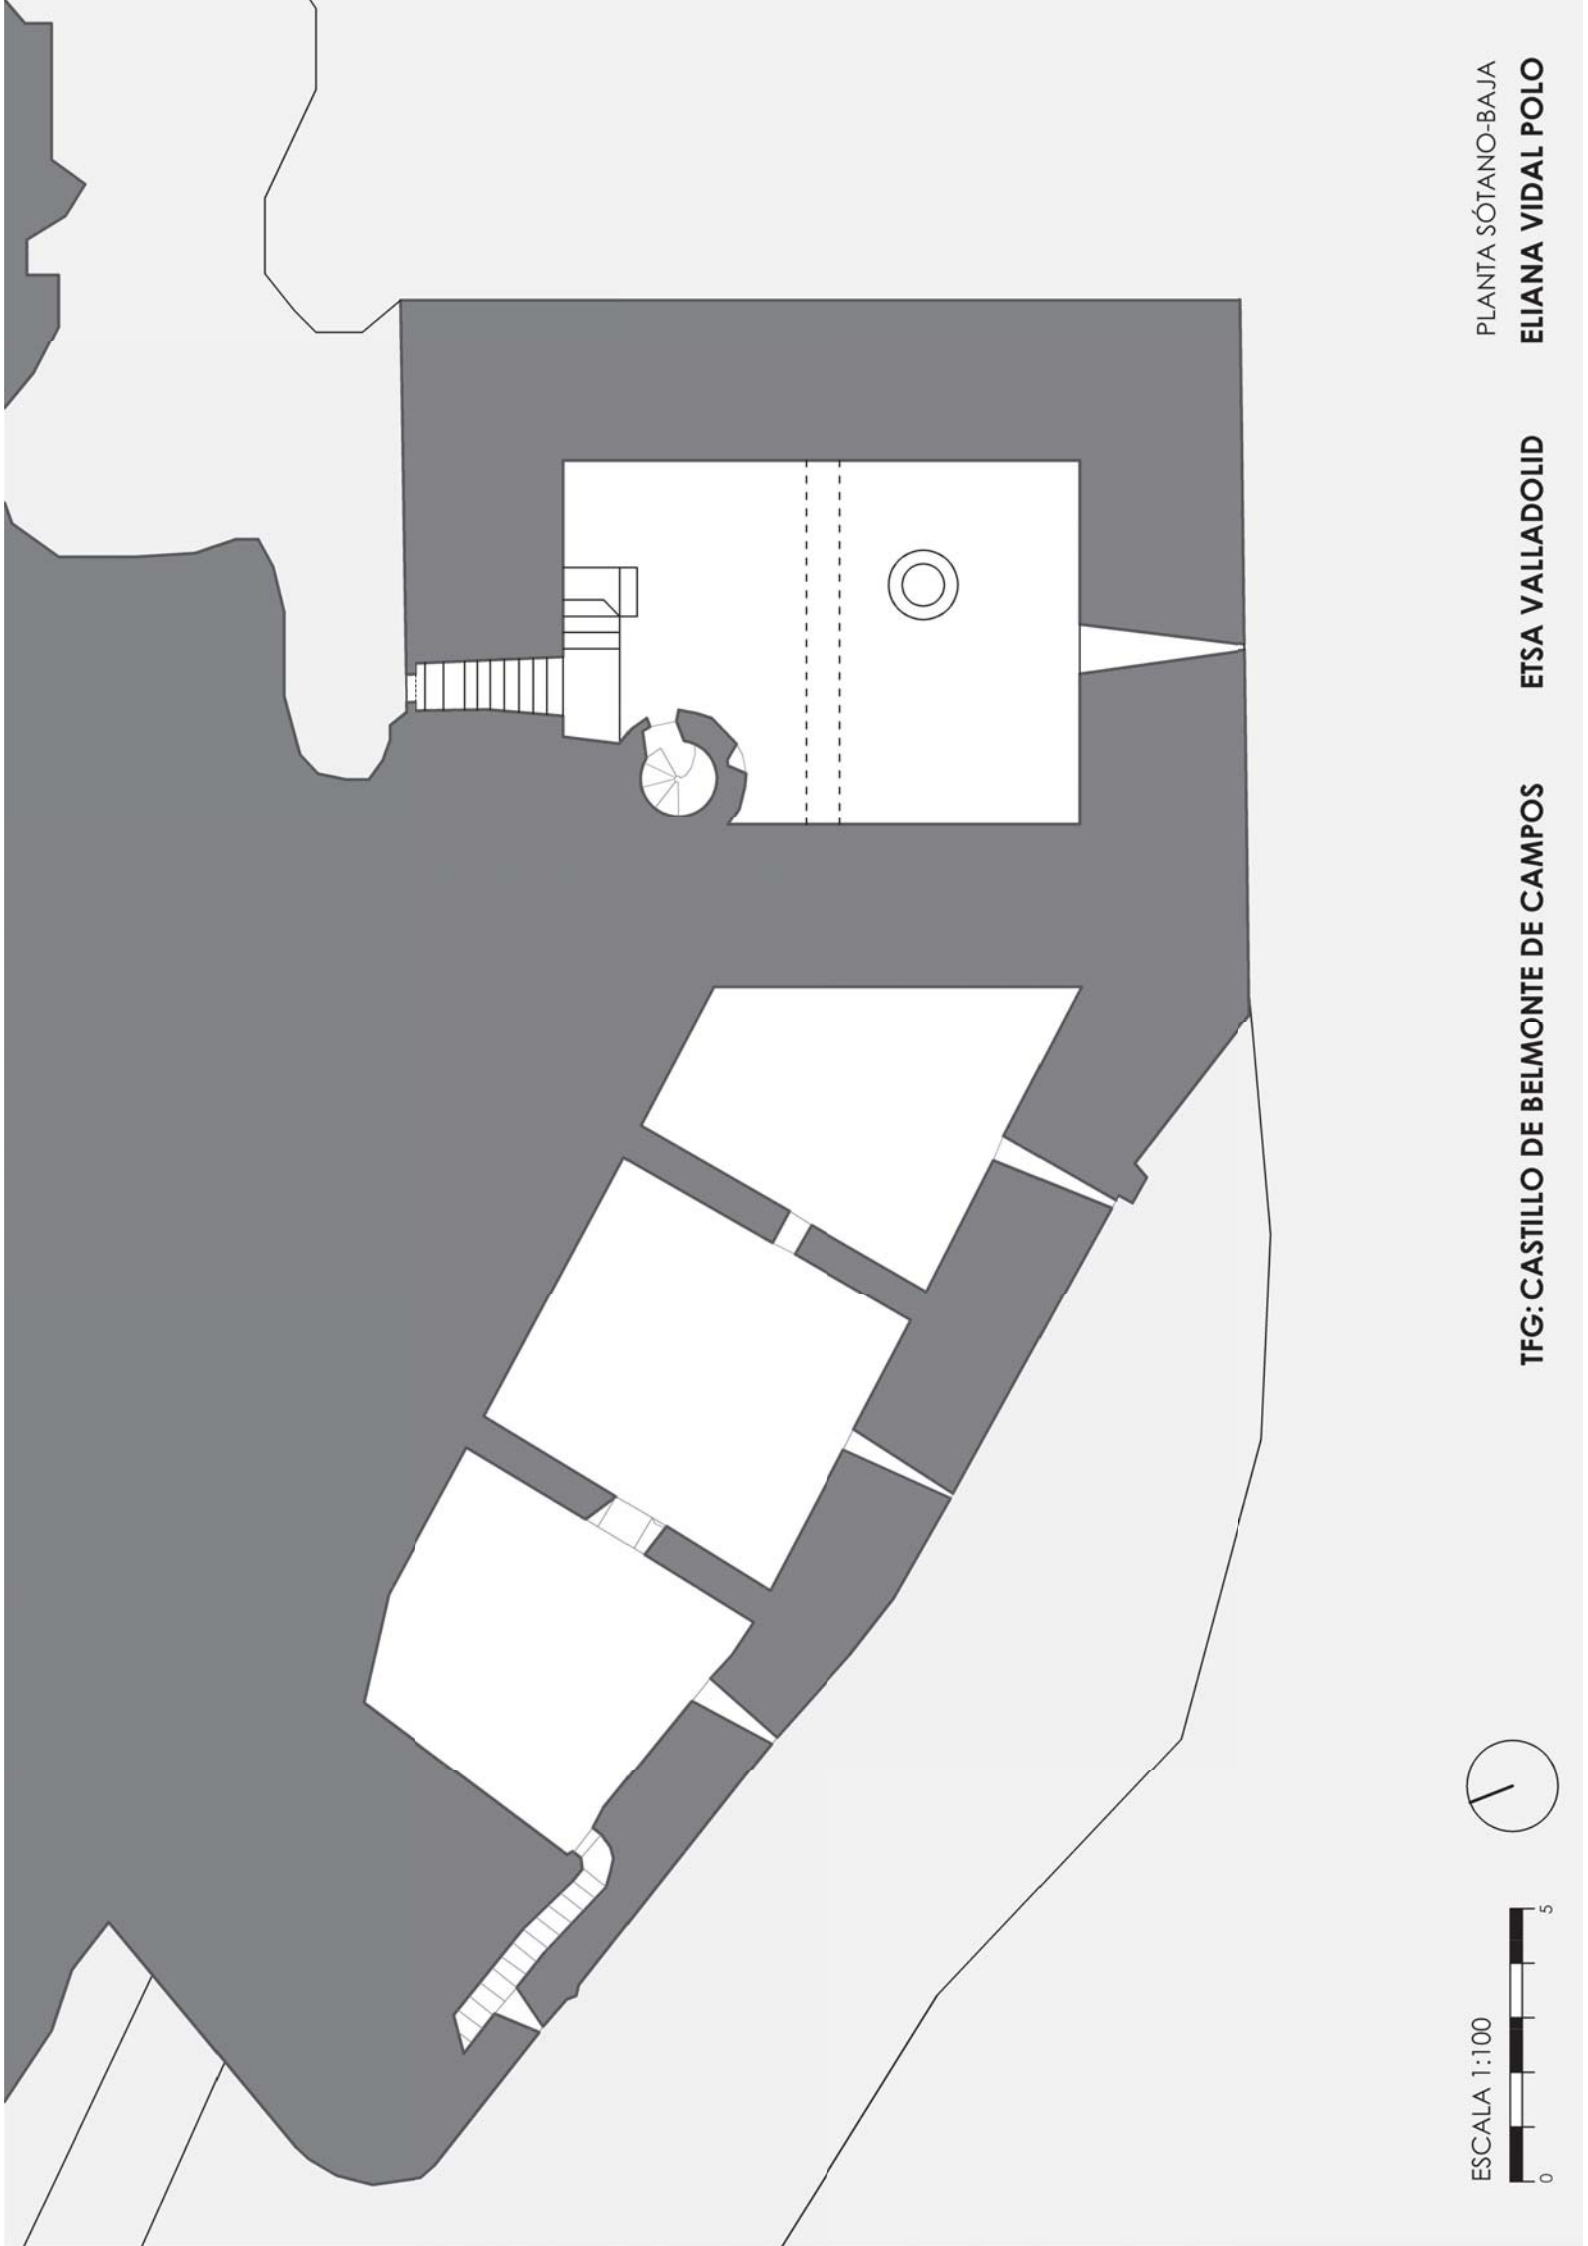 ESCALA 1:100
0 5
PLANTA SÓTANO-BAJA
TFG: CASTILLO DE BELMONTE DE CAMPOS ETSA VALLADOLID ELIANA VIDAL POLO